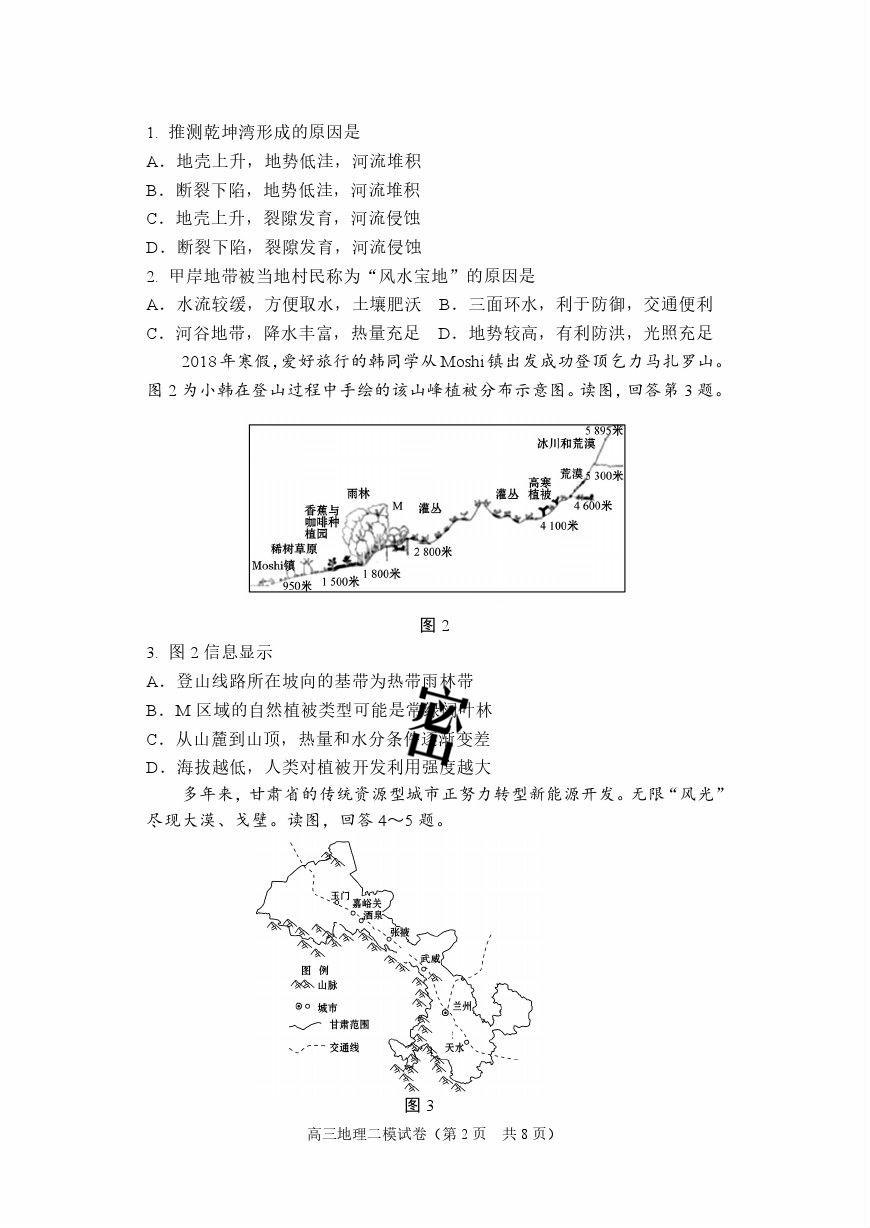 1. 推测乾坤湾形成的原因是
A．地壳上升，地势低洼，河流堆积
B．断裂下陷，地势低洼，河流堆积
C．地壳上升，裂隙发育，河流侵蚀
D．断裂下陷，裂隙发育，河流侵蚀
2. 甲岸地带被当地村民称为“风水宝地”的原因是
A．水流较缓，方便取水，土壤肥沃 B．三面环水，利于防御，交通便利
C．河谷地带，降水丰富，热量充足 D．地势较高，有利防洪，光照充足
2018年寒假，爱好旅行的韩同学从Moshi镇出发成功登顶乞力马扎罗山。
图2为小韩在登山过程中手绘的该山峰植被分布示意图。读图，回答第3题。
5 895米
冰川和荒漠
荒漠 5 300米
高寒
植被
灌丛
4 600米
4 100米
雨林
M 灌丛
香蕉与
咖啡种
植园
2 800米
稀树草原
Moshi镇
1 800米
1 500米
950米
图2
3. 图2信息显示
A．登山线路所在坡向的基带为热带雨林带
B．M区域的自然植被类型可能是常绿阔叶林
C．从山麓到山顶，热量和水分条件逐渐变差
D．海拔越低，人类对植被开发利用强度越大
密
多年来，甘肃省的传统资源型城市正努力转型新能源开发。无限“风光”
尽现大漠、戈壁。读图，回答4～5题。
玉门
嘉峪关
酒泉
张掖
武威
兰州
天水
图 例
山脉
城市
甘肃范围
交通线
图3
高三地理二模试卷（第2页 共8页）